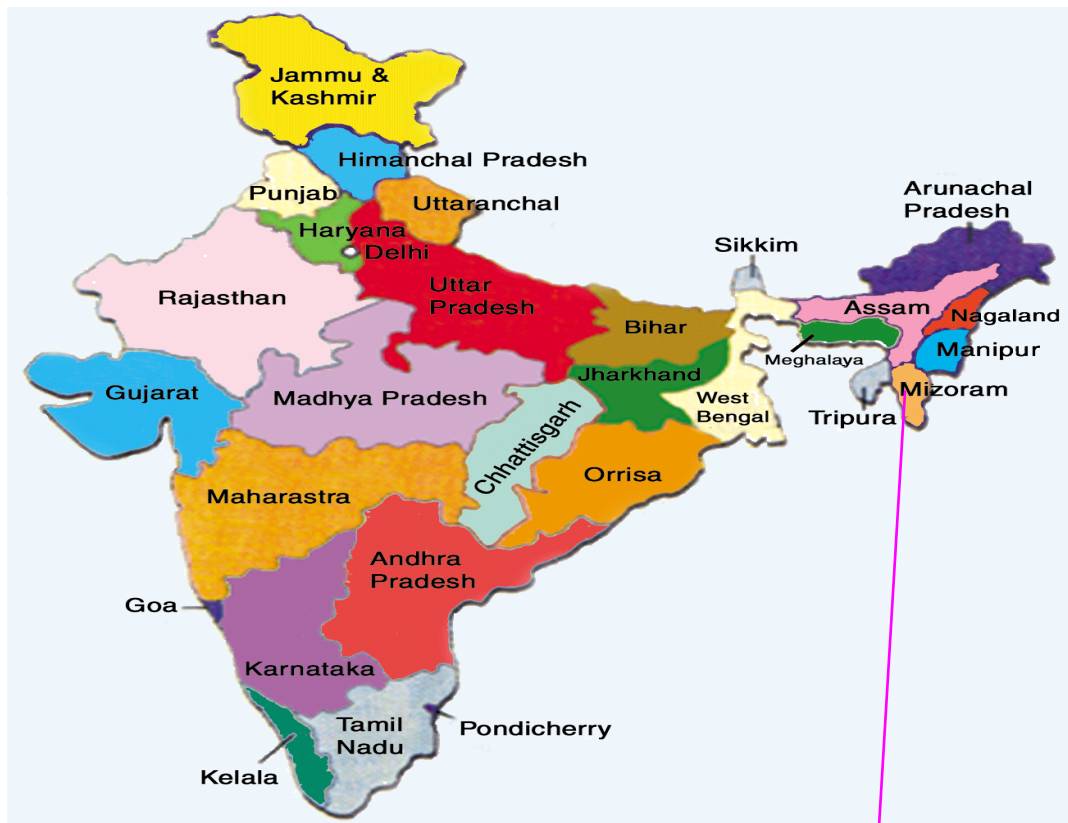 Jammu &
Kashmir
Himanchal Pradesh
Punjab
Uttaranchal
Haryana
Delhi
Arunachal
Pradesh
Sikkim
Rajasthan
Uttar
Pradesh
Bihar
Assam
Nagaland
Meghalaya
Manipur
Gujarat
Madhya Pradesh
Jharkhand
West
Bengal
Mizoram
Tripura
Chhattisgarh
Maharastra
Orrisa
Andhra
Pradesh
Goa
Karnataka
Tamil
Nadu
Pondicherry
Kelala